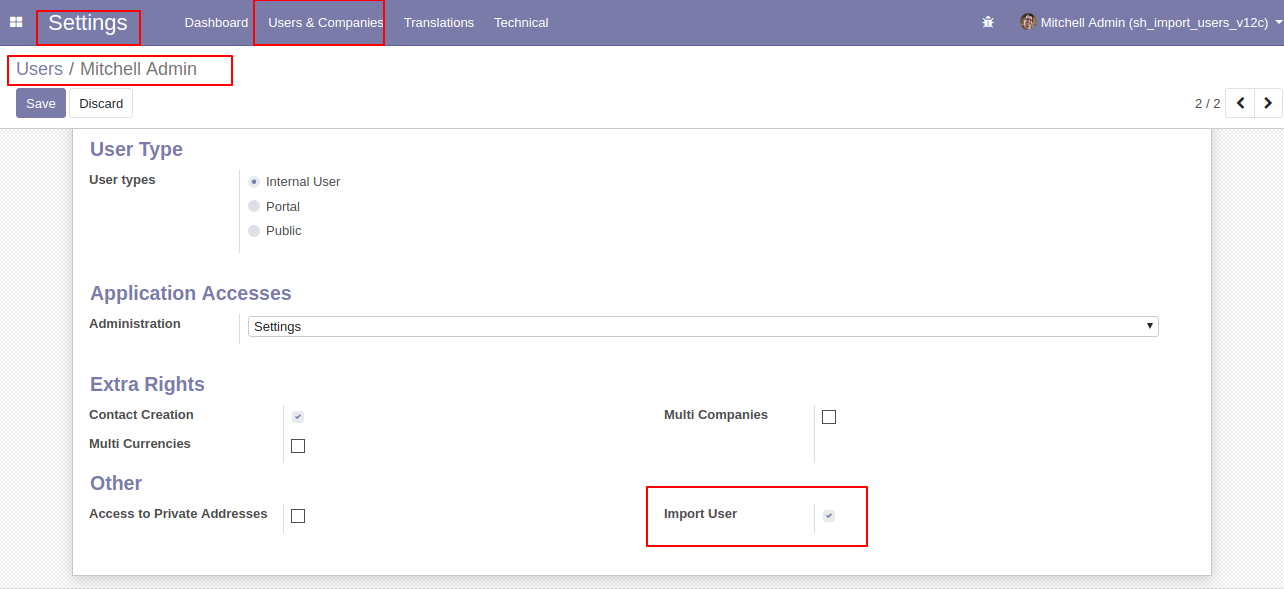 Settings Dashboard Users & Companies Translations Technical Mitchell Admin (sh_import_users_v12c)
Users / Mitchell Admin
Save Discard 2 / 2
User Type
User types Internal User
Portal
Public
Application Accesses
Administration Settings
Extra Rights
Contact Creation Multi Companies
Multi Currencies
Other
Access to Private Addresses Import User